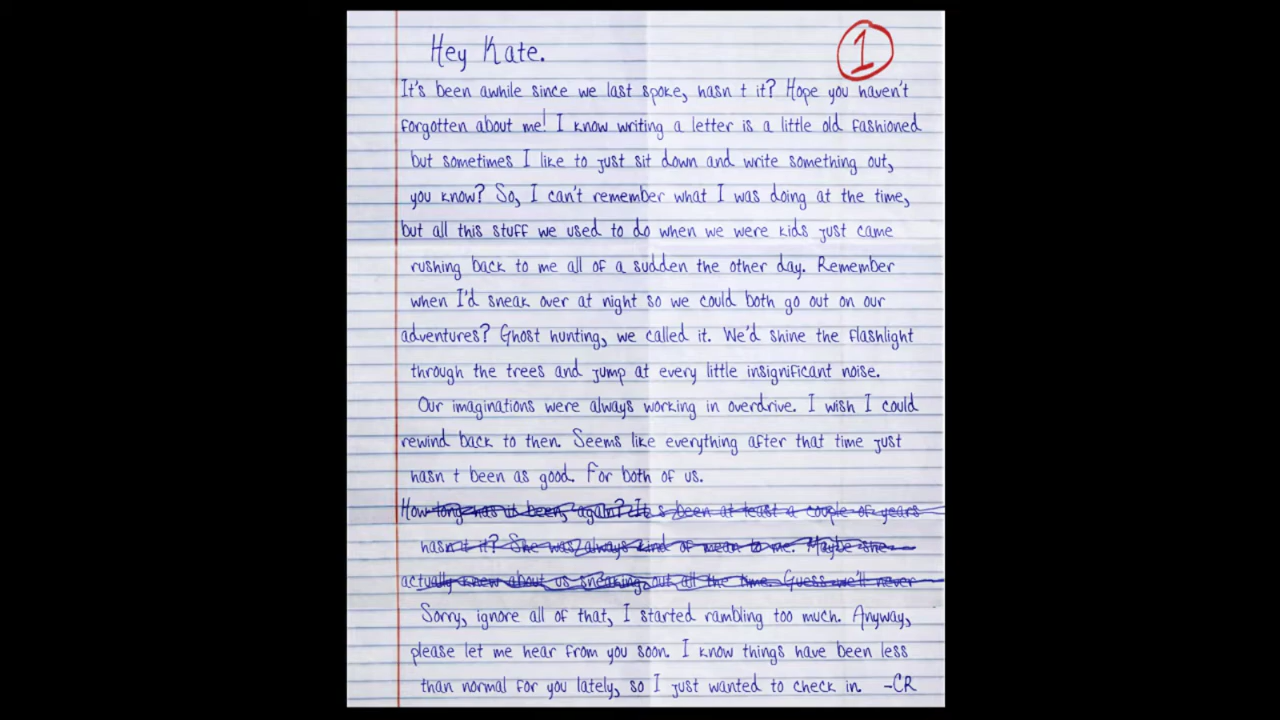 Hey Kate.
1
It's been awhile since we last spoke, hasn t it? Hope you haven't
forgotten about me! I know writing a letter is a little old fashioned
but sometimes I like to just sit down and write something out,
you know? So, I can't remember what I was doing at the time,
but all this stuff we used to do when we were kids just came
rushing back to me all of a sudden the other day. Remember
when I'd sneak over at night so we could both go out on our
adventures? Ghost hunting, we called it. We'd shine the flashlight
through the trees and jump at every little insignificant noise.
Our imaginations were always working in overdrive. I wish I could
rewind back to then. Seems like everything after that time just
hasn t been as good. For both of us.
How long has it been, again? It s been at least a couple of years
hasn t it? She was always kind of mean to me. Maybe she
actually knew about us sneaking out all the time. Guess we'll never
Sorry, ignore all of that, I started rambling too much. Anyway,
please let me hear from you soon. I know things have been less
than normal for you lately, so I just wanted to check in. -CR